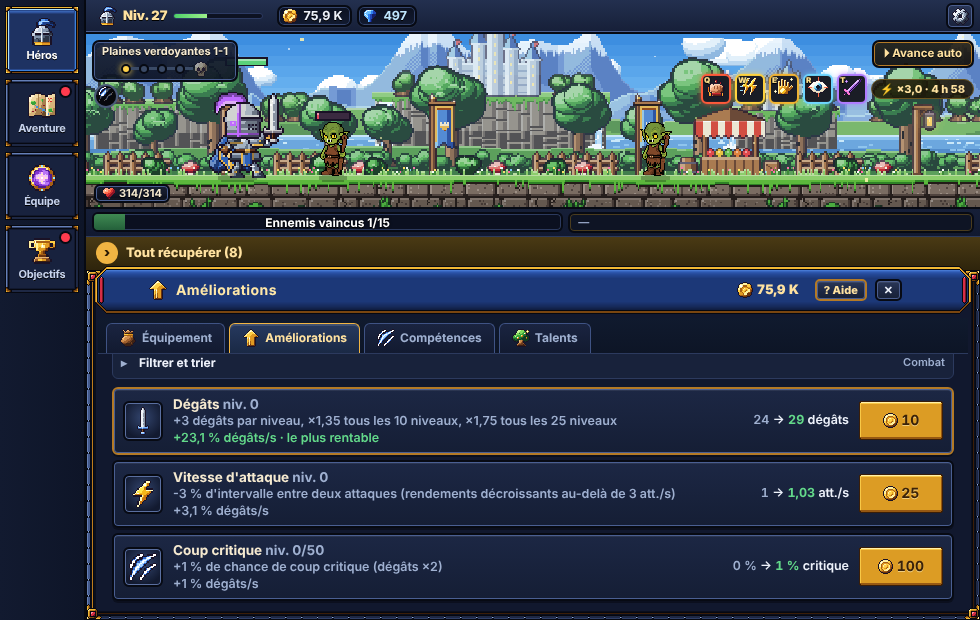 Niv. 27
75,9 K
497
Héros
Plaines verdoyantes 1-1
Avance auto
Q
W
E
R
T
×3,0 · 4 h 58
Aventure
314/314
Équipe
Ennemis vaincus 1/15
—
Tout récupérer (8)
Objectifs
Améliorations
75,9 K
? Aide
×
Équipement
Améliorations
Compétences
Talents
Filtrer et trier
Combat
Dégâts niv. 0
+3 dégâts par niveau, ×1,35 tous les 10 niveaux, ×1,75 tous les 25 niveaux
+23,1 % dégâts/s · le plus rentable
24 → 29 dégâts
10
Vitesse d'attaque niv. 0
-3 % d'intervalle entre deux attaques (rendements décroissants au-delà de 3 att./s)
+3,1 % dégâts/s
1 → 1,03 att./s
25
Coup critique niv. 0/50
+1 % de chance de coup critique (dégâts ×2)
+1 % dégâts/s
0 % → 1 % critique
100